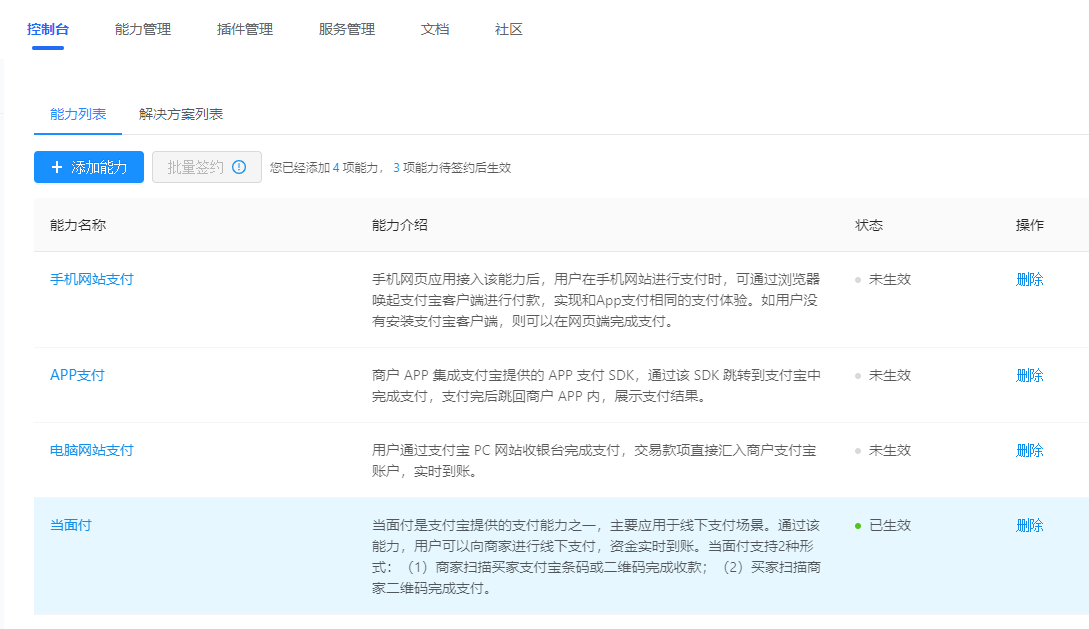 控制台 能力管理 插件管理 服务管理 文档 社区
能力列表 解决方案列表
+ 添加能力 批量签约 您已经添加 4 项能力, 3 项能力待签约后生效
能力名称 能力介绍 状态 操作
手机网站支付 手机网页应用接入该能力后，用户在手机网站进行支付时，可通过浏览器 未生效 删除
唤起支付宝客户端进行付款，实现和App支付相同的支付体验。如用户没
有安装支付宝客户端，则可以在网页端完成支付。
APP支付 商户 APP 集成支付宝提供的 APP 支付 SDK，通过该 SDK 跳转到支付宝中 未生效 删除
完成支付，支付完后跳回商户 APP 内，展示支付结果。
电脑网站支付 用户通过支付宝 PC 网站收银台完成支付，交易款项直接汇入商户支付宝 未生效 删除
账户，实时到账。
当面付 当面付是支付宝提供的支付能力之一，主要应用于线下支付场景。通过该 已生效 删除
能力，用户可以向商家进行线下支付，资金实时到账。当面付支持2种形
式：（1）商家扫描买家支付宝条码或二维码完成收款；（2）买家扫描商
家二维码完成支付。